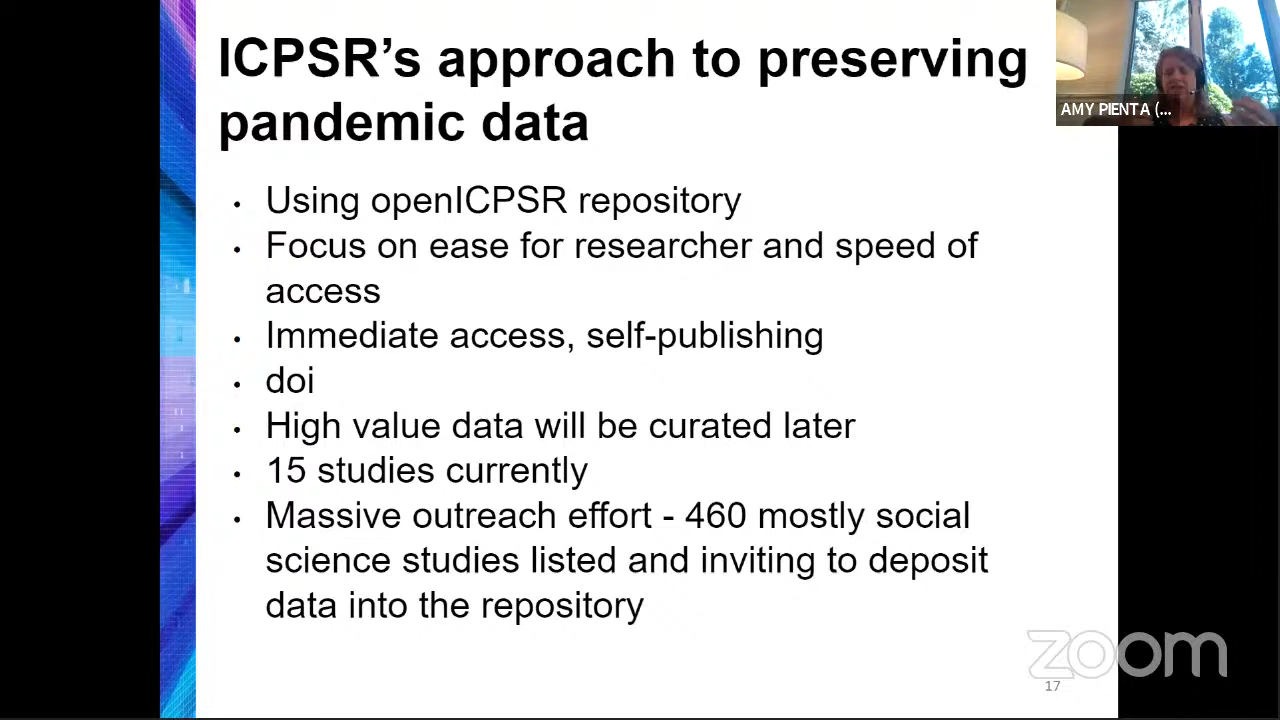 ICPSR’s approach to preserving
pandemic data
AMY PIENTA (...
• Using openICPSR repository
• Focus on ease for researcher and speed of
access
• Immediate access, self-publishing
• doi
• High value data will be curated later
• 15 studies currently
• Massive outreach effort - 460 mostly social
science studies listed and inviting to deposit
data into the repository
zoom
17